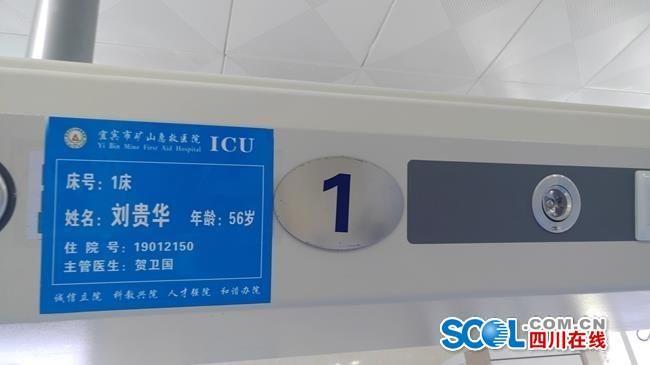 宜宾市矿山急救医院
Yi Bin Mine First Aid Hospital
ICU
床号：1床
姓名：刘贵华 年龄：56岁
住院号：19012150
主管医生：贺卫国
诚信立院 科教兴院 人才强院 和谐办院
1
SCOL.COM.CN
四川在线